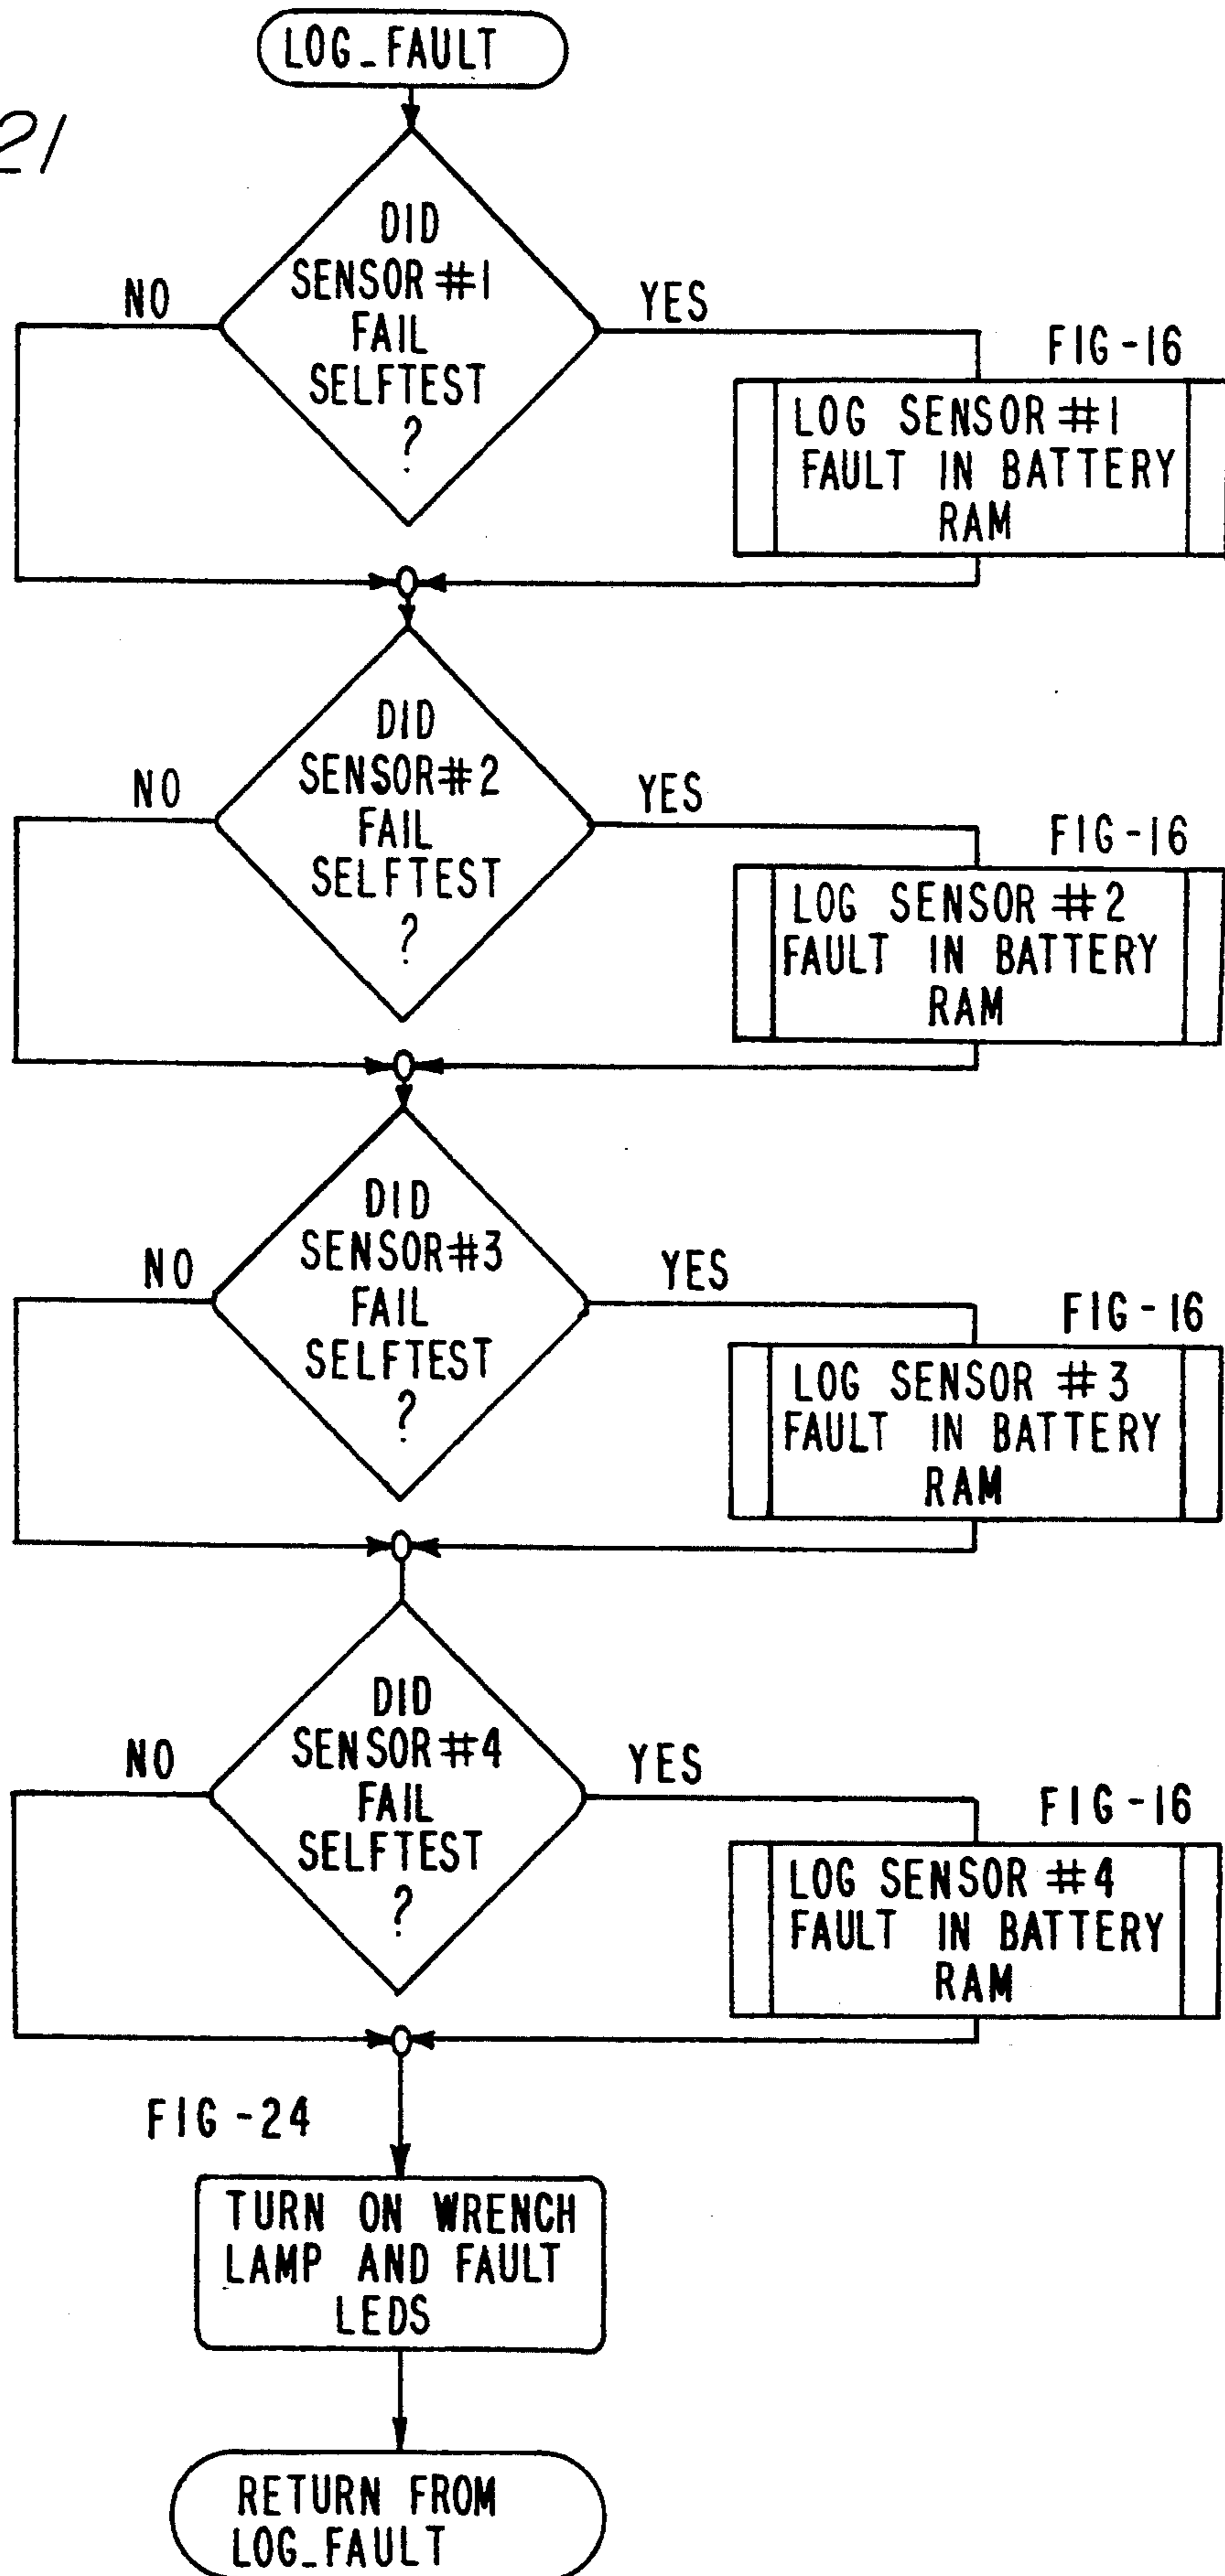 LOG_FAULT
21
DID
SENSOR #1
FAIL
SELFTEST
?
NO
YES
FIG-16
LOG SENSOR #1
FAULT IN BATTERY
RAM
DID
SENSOR #2
FAIL
SELFTEST
?
NO
YES
FIG-16
LOG SENSOR #2
FAULT IN BATTERY
RAM
DID
SENSOR #3
FAIL
SELFTEST
?
NO
YES
FIG-16
LOG SENSOR #3
FAULT IN BATTERY
RAM
DID
SENSOR #4
FAIL
SELFTEST
?
NO
YES
FIG-16
LOG SENSOR #4
FAULT IN BATTERY
RAM
FIG-24
TURN ON WRENCH
LAMP AND FAULT
LEDS
RETURN FROM
LOG_FAULT